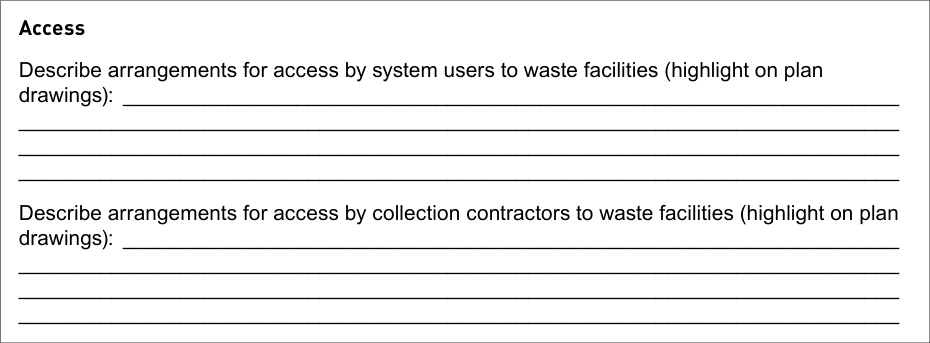 Access
Describe arrangements for access by system users to waste facilities (highlight on plan
drawings): 
Describe arrangements for access by collection contractors to waste facilities (highlight on plan
drawings):